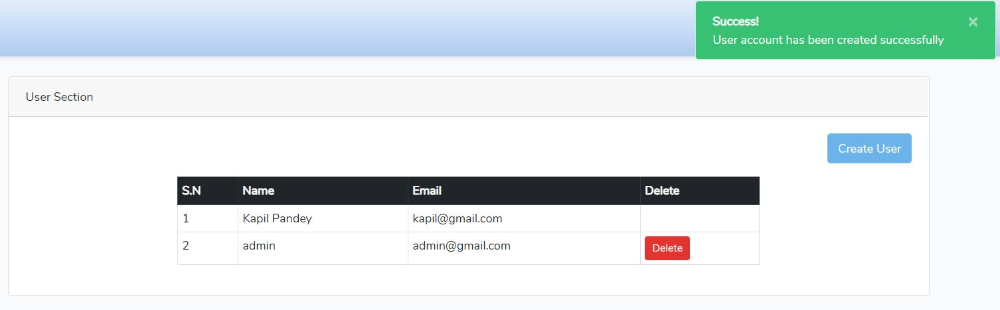 Success!
×
User account has been created successfully
User Section
Create User
S.N Name Email Delete
1 Kapil Pandey kapil@gmail.com
2 admin admin@gmail.com Delete